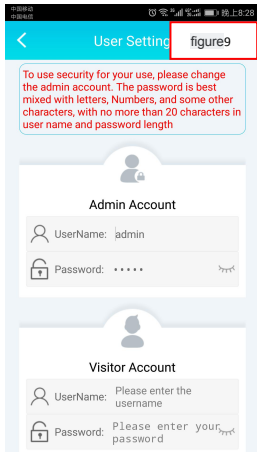 中国移动
中国移动
晚上8:28
User Setting
figure9
To use security for your use, please change
the admin account. The password is best
mixed with letters, Numbers, and some other
characters, with no more than 20 characters in
user name and password length
Admin Account
UserName: admin
Password: •••••
Visitor Account
UserName: Please enter the
username
Password: Please enter your
password